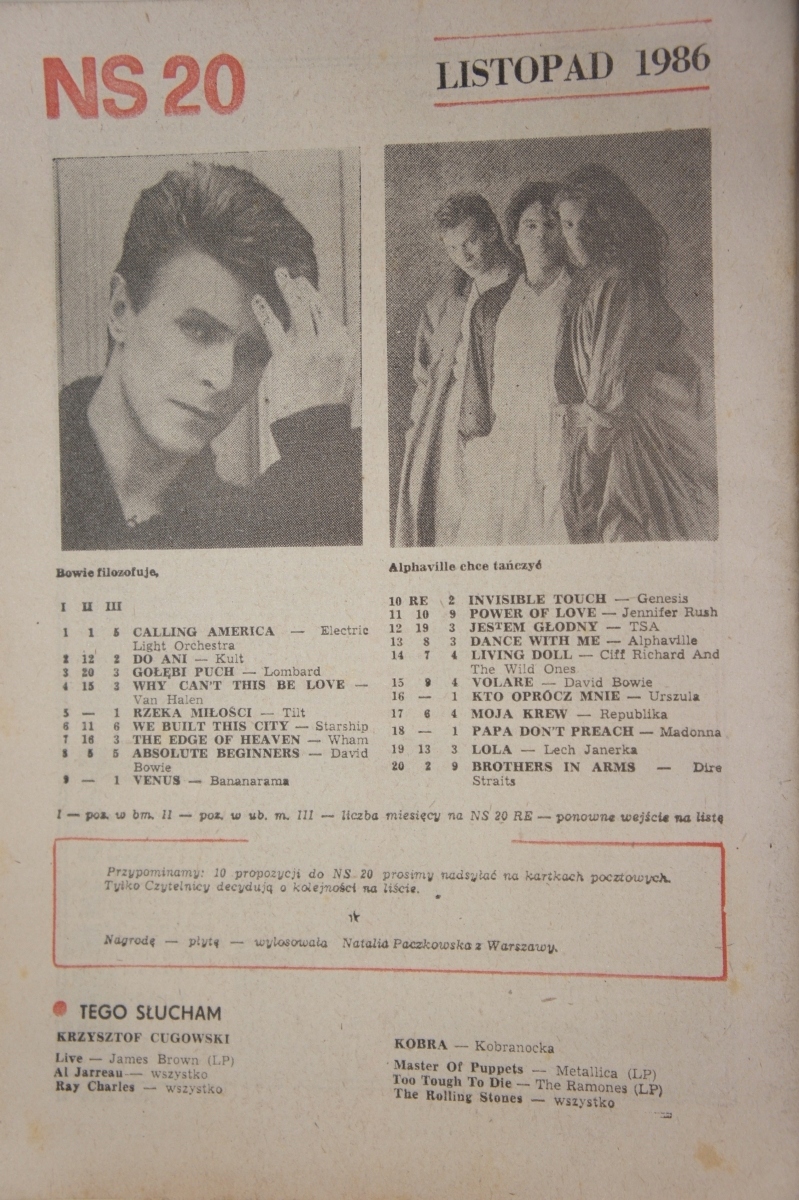 NS 20
LISTOPAD 1986
Bowie filozofuje,
Alphaville chce tańczyć
I II III
1 1 5 CALLING AMERICA — Electric
Light Orchestra
2 12 2 DO ANI — Kult
3 20 3 GOŁĘBI PUCH — Lombard
4 15 3 WHY CAN'T THIS BE LOVE —
Van Halen
5 — 1 RZEKA MIŁOŚCI — Tilt
6 11 6 WE BUILT THIS CITY — Starship
7 16 3 THE EDGE OF HEAVEN — Wham
8 5 5 ABSOLUTE BEGINNERS — David
Bowie
9 — 1 VENUS — Bananarama
10 RE 2 INVISIBLE TOUCH — Genesis
11 10 9 POWER OF LOVE — Jennifer Rush
12 19 3 JESTEM GŁODNY — TSA
13 8 3 DANCE WITH ME — Alphaville
14 7 4 LIVING DOLL — Ciff Richard And
The Wild Ones
15 9 4 VOLARE — David Bowie
16 — 1 KTO OPRÓCZ MNIE — Urszula
17 6 4 MOJA KREW — Republika
18 — 1 PAPA DON'T PREACH — Madonna
19 13 3 LOLA — Lech Janerka
20 2 9 BROTHERS IN ARMS — Dire
Straits
I — poz. w bm. II — poz. w ub. m. III — liczba miesięcy na NS 20 RE — ponowne wejście na listę
Przypominamy: 10 propozycji do NS 20 prosimy nadsyłać na kartkach pocztowych.
Tylko Czytelnicy decydują o kolejności na liście.
Nagrodę — płytę — wylosowała Natalia Paczkowska z Warszawy.
TEGO SŁUCHAM
KRZYSZTOF CUGOWSKI
Live — James Brown (LP)
Al Jarreau — wszystko
Ray Charles — wszystko
KOBRA — Kobranocka
Master Of Puppets — Metallica (LP)
Too Tough To Die — The Ramones (LP)
The Rolling Stones — wszystko